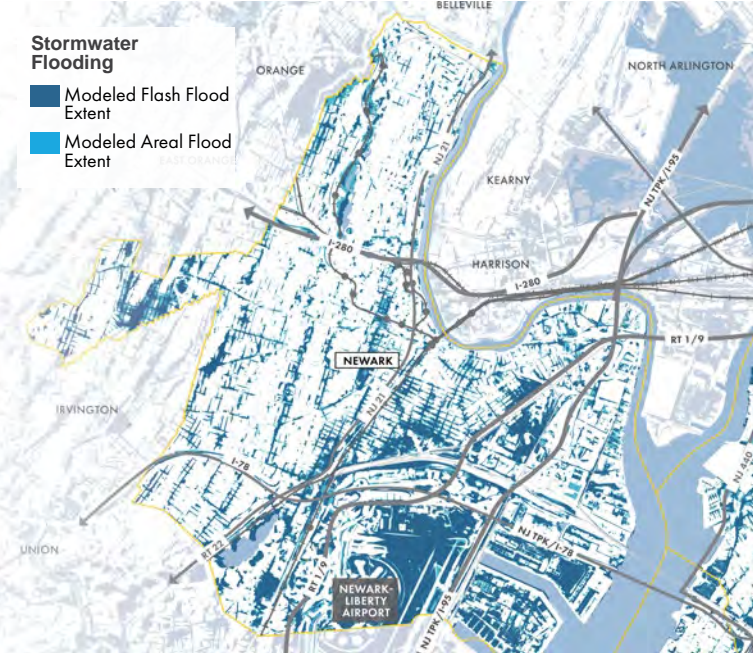 BELLEVILLE
Stormwater
Flooding
Modeled Flash Flood
Extent
Modeled Areal Flood
Extent
ORANGE
NORTH ARLINGTON
EAST ORANGE
NJ 21
KEARNY
NJ TPK/I-95
I-280
HARRISON
I-280
RT 1/9
NEWARK
NJ 21
IRVINGTON
I-78
NJ TPK/I-78
UNION
RT 22
RT 1/9
NEWARK-
LIBERTY
AIRPORT
NJ TPK/I-95
NJ 440